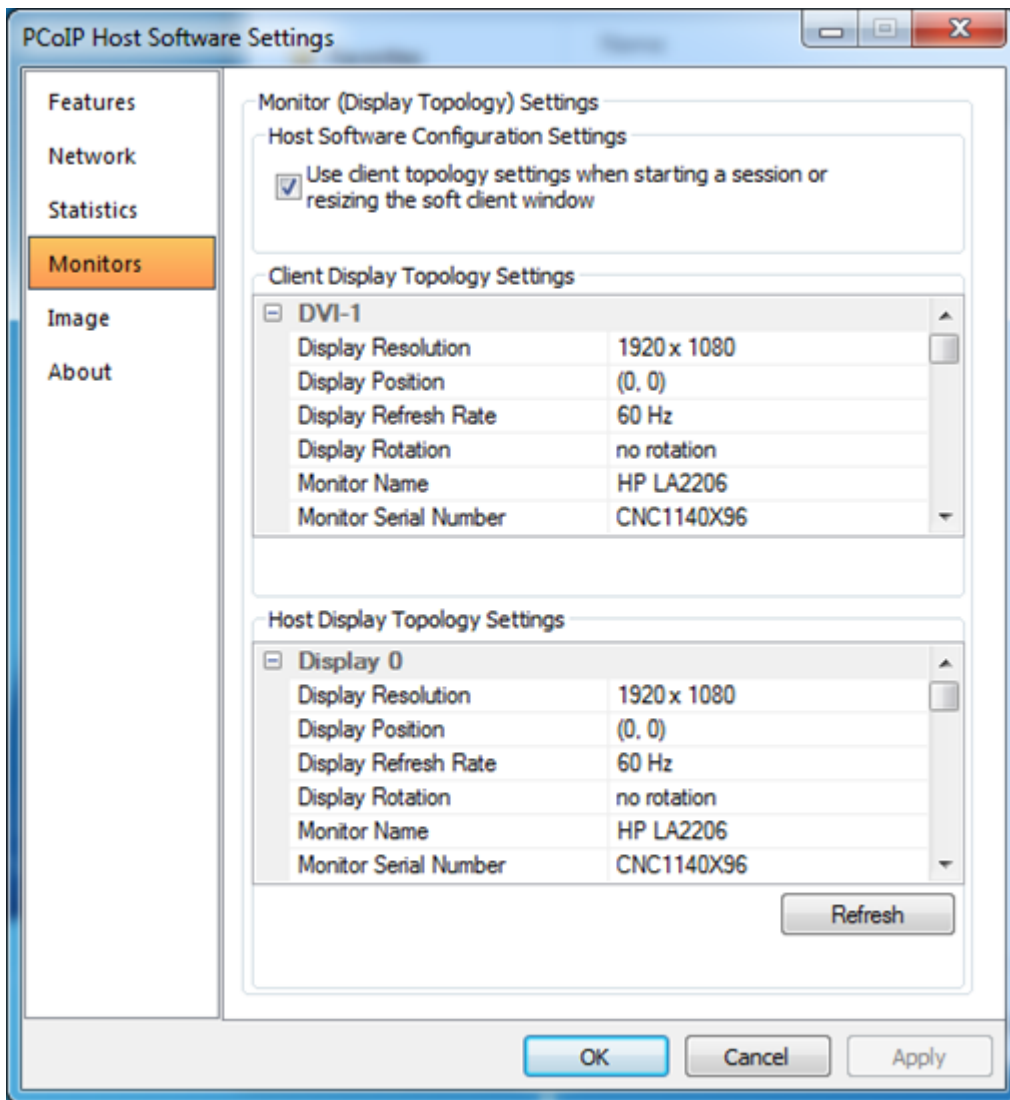 PCoIP Host Software Settings
Features
Network
Statistics
Monitors
Image
About
Monitor (Display Topology) Settings
Host Software Configuration Settings
Use client topology settings when starting a session or
resizing the soft client window
Client Display Topology Settings
DVI-1
Display Resolution 1920 x 1080
Display Position (0, 0)
Display Refresh Rate 60 Hz
Display Rotation no rotation
Monitor Name HP LA2206
Monitor Serial Number CNC1140X96
Host Display Topology Settings
Display 0
Display Resolution 1920 x 1080
Display Position (0, 0)
Display Refresh Rate 60 Hz
Display Rotation no rotation
Monitor Name HP LA2206
Monitor Serial Number CNC1140X96
Refresh
OK Cancel Apply